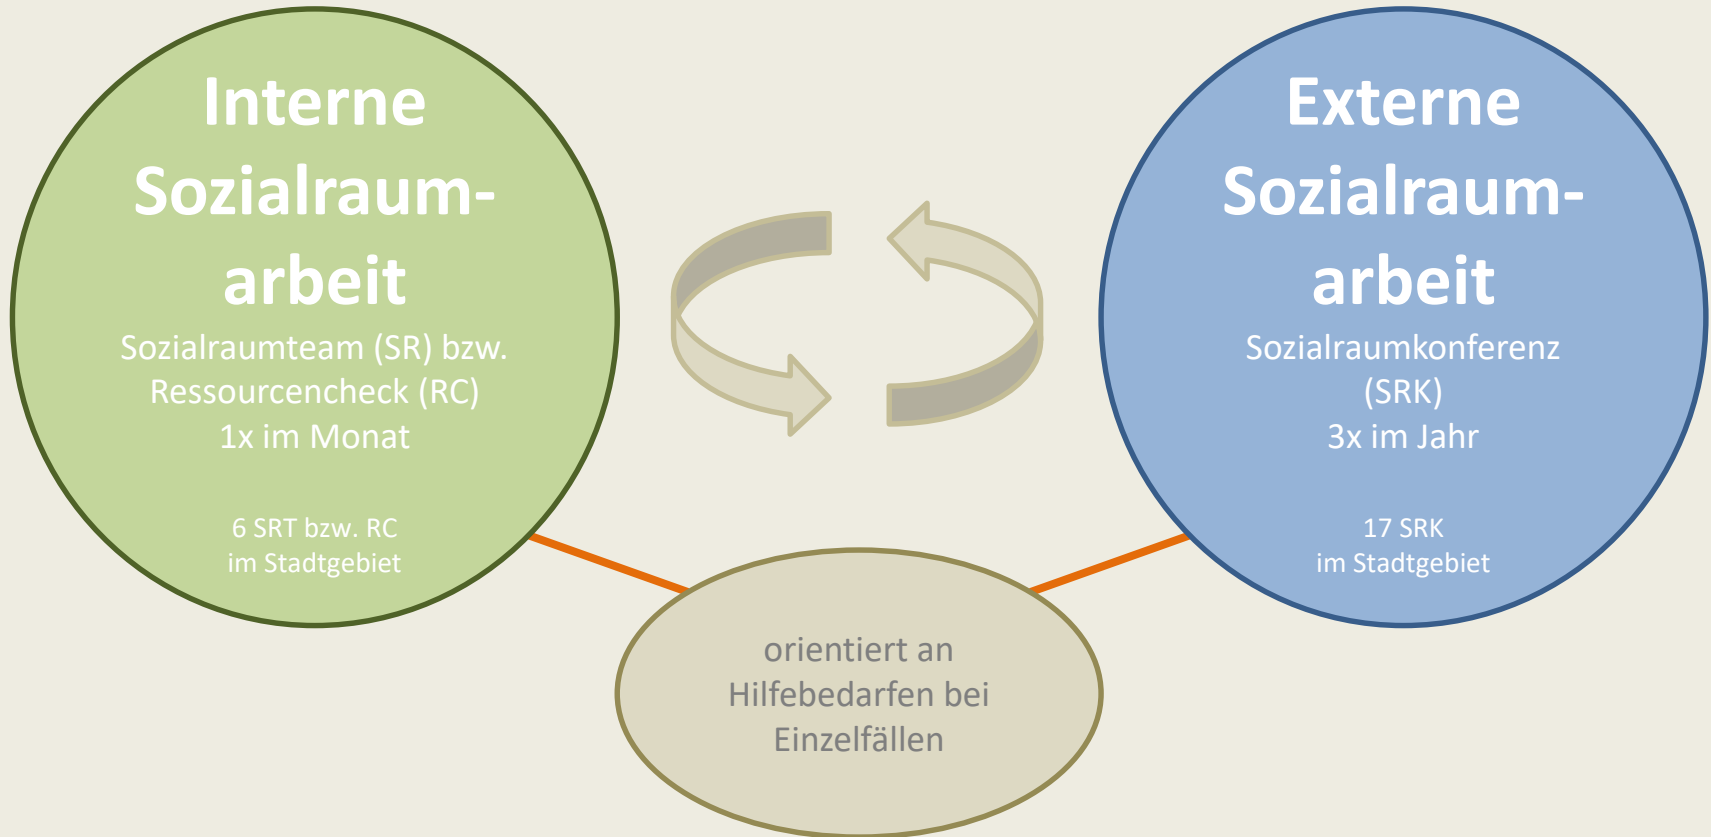 Interne
Sozialraum-
arbeit
Sozialraumteam (SR) bzw.
Ressourcencheck (RC)
1x im Monat
6 SRT bzw. RC
im Stadtgebiet
Externe
Sozialraum-
arbeit
Sozialraumkonferenz
(SRK)
3x im Jahr
17 SRK
im Stadtgebiet
orientiert an
Hilfebedarfen bei
Einzelfällen